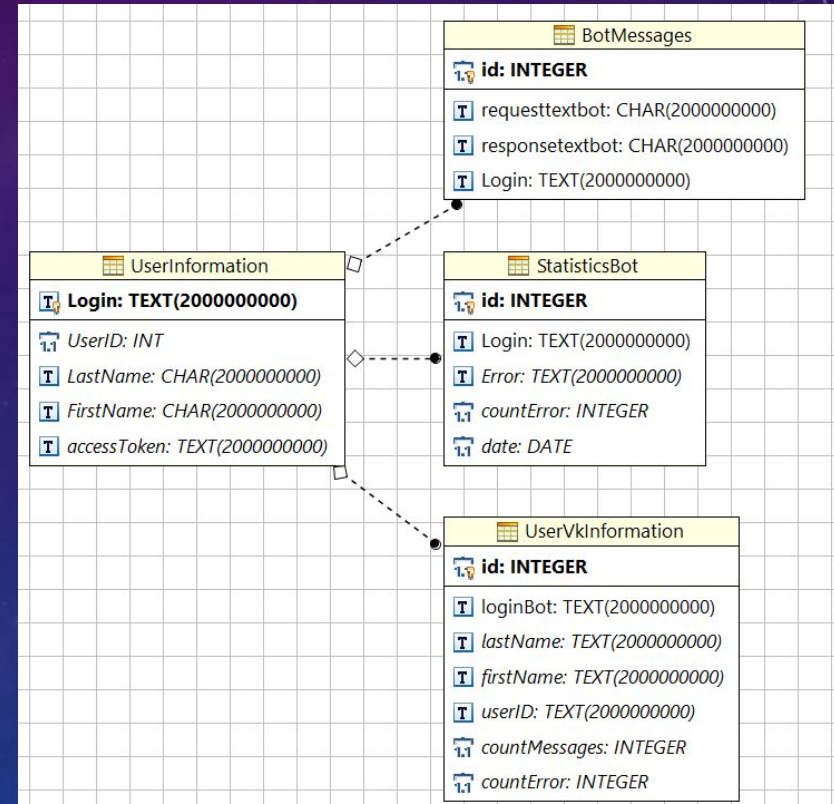 BotMessages
id: INTEGER
requesttextbot: CHAR(2000000000)
responsetextbot: CHAR(2000000000)
Login: TEXT(2000000000)
UserInformation
Login: TEXT(2000000000)
UserID: INT
LastName: CHAR(2000000000)
FirstName: CHAR(2000000000)
accessToken: TEXT(2000000000)
StatisticsBot
id: INTEGER
Login: TEXT(2000000000)
Error: TEXT(2000000000)
countError: INTEGER
date: DATE
UserVkInformation
id: INTEGER
loginBot: TEXT(2000000000)
lastName: TEXT(2000000000)
firstName: TEXT(2000000000)
userID: TEXT(2000000000)
countMessages: INTEGER
countError: INTEGER